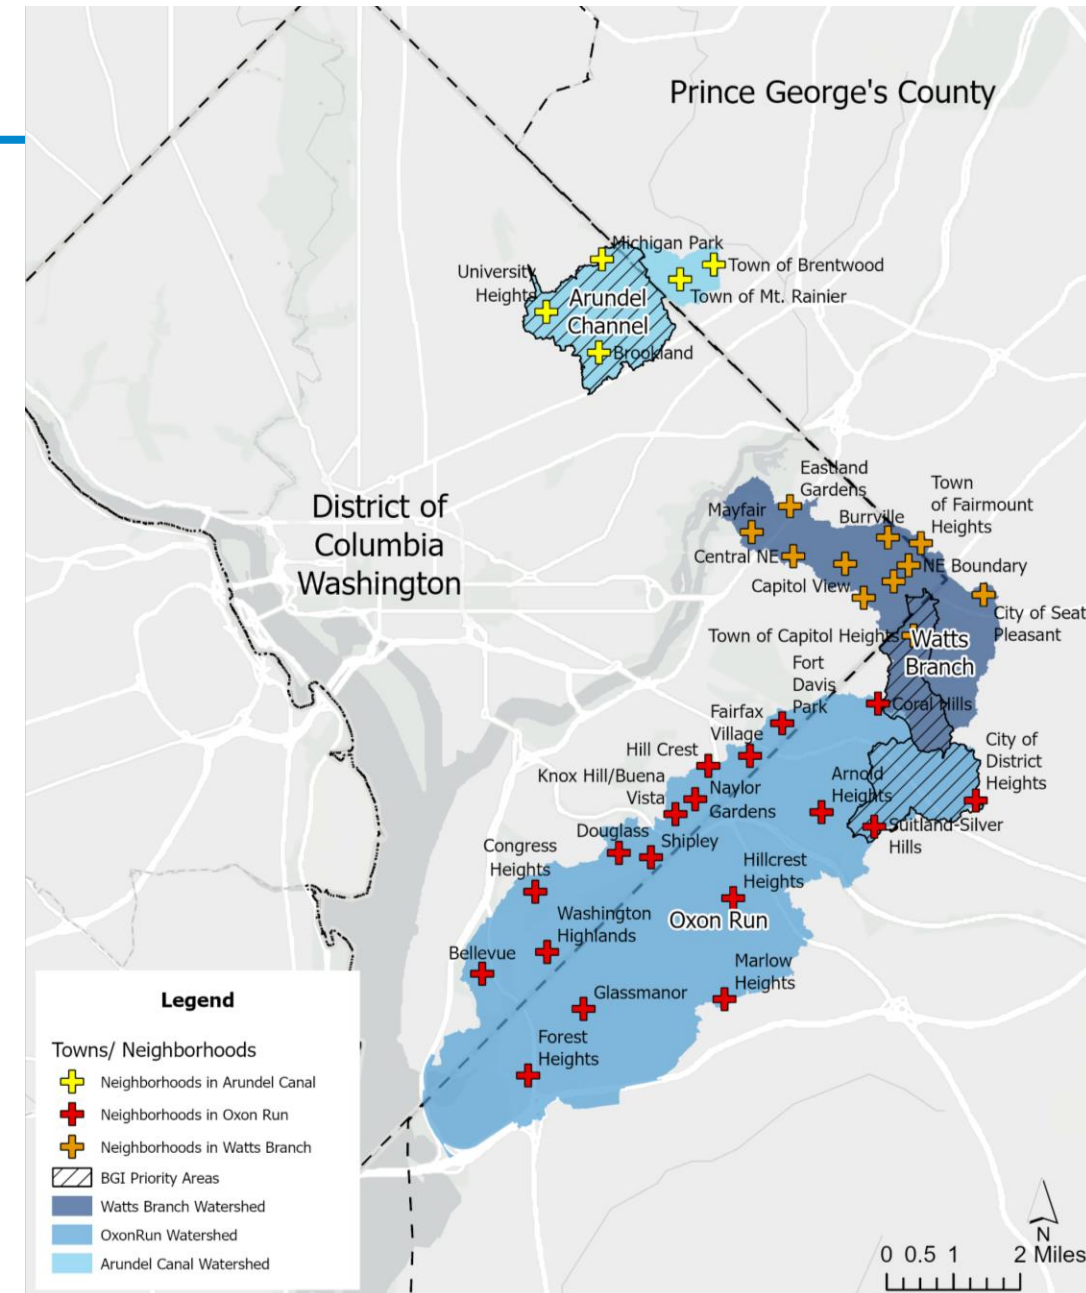 Prince George's County
Michigan Park
University
Heights
Town of Brentwood
Arundel
Channel
Town of Mt. Rainier
Brookland
Eastland
Gardens
Town
of Fairmount
Heights
Mayfair
Burrville
District of
Columbia
Washington
Central NE
NE Boundary
Capitol View
City of Seat
Pleasant
Town of Capitol Heights
Watts
Branch
Fort
Davis
Park
Coral Hills
Fairfax
Village
City of
District
Heights
Hill Crest
Knox Hill/Buena
Vista
Arnold
Heights
Naylor
Gardens
Suitland-Silver
Hills
Douglass
Shipley
Congress
Heights
Hillcrest
Heights
Washington
Highlands
Oxon Run
Bellevue
Marlow
Heights
Glassmanor
Forest
Heights
Legend
Towns/ Neighborhoods
Neighborhoods in Arundel Canal
Neighborhoods in Oxon Run
Neighborhoods in Watts Branch
BGI Priority Areas
Watts Branch Watershed
OxonRun Watershed
Arundel Canal Watershed
N
0 0.5 1 2 Miles